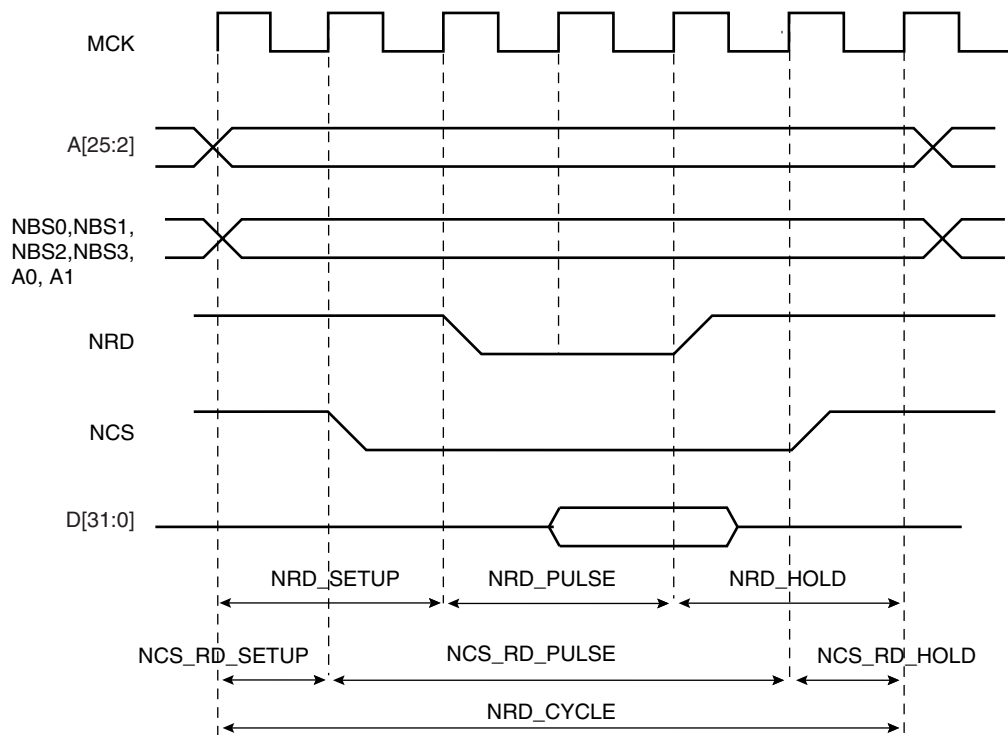 MCK
A[25:2]
NBS0,NBS1,
NBS2,NBS3,
A0, A1
NRD
NCS
D[31:0]
NRD_SETUP
NRD_PULSE
NRD_HOLD
NCS_RD_SETUP
NCS_RD_PULSE
NCS_RD_HOLD
NRD_CYCLE